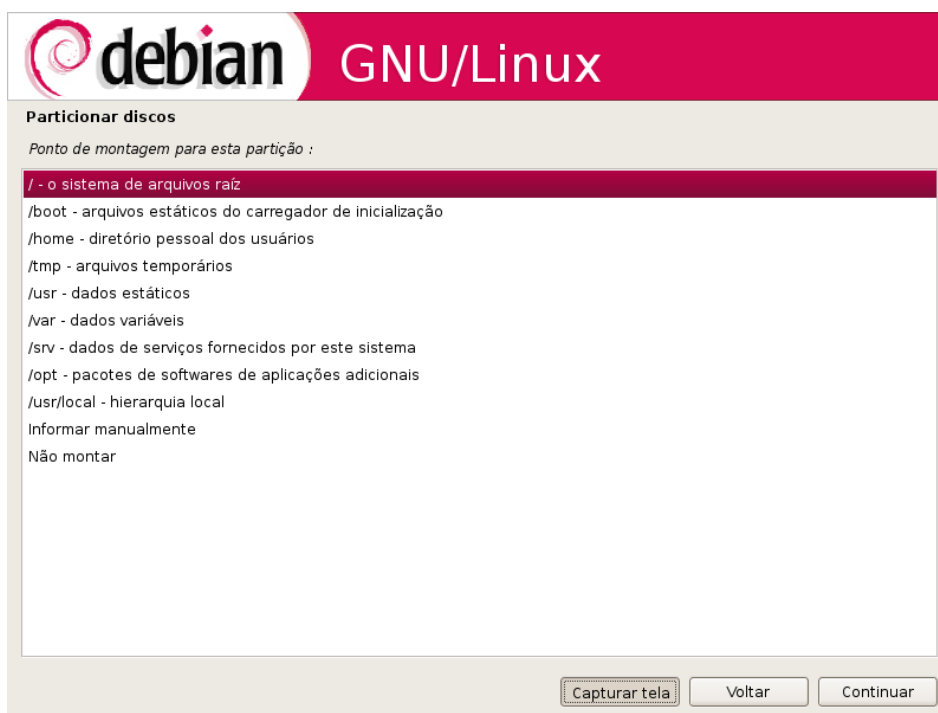 debian GNU/Linux
Particionar discos
Ponto de montagem para esta partição :
/ - o sistema de arquivos raíz
/boot - arquivos estáticos do carregador de inicialização
/home - diretório pessoal dos usuários
/tmp - arquivos temporários
/usr - dados estáticos
/var - dados variáveis
/srv - dados de serviços fornecidos por este sistema
/opt - pacotes de softwares de aplicações adicionais
/usr/local - hierarquia local
Informar manualmente
Não montar
Capturar tela Voltar Continuar